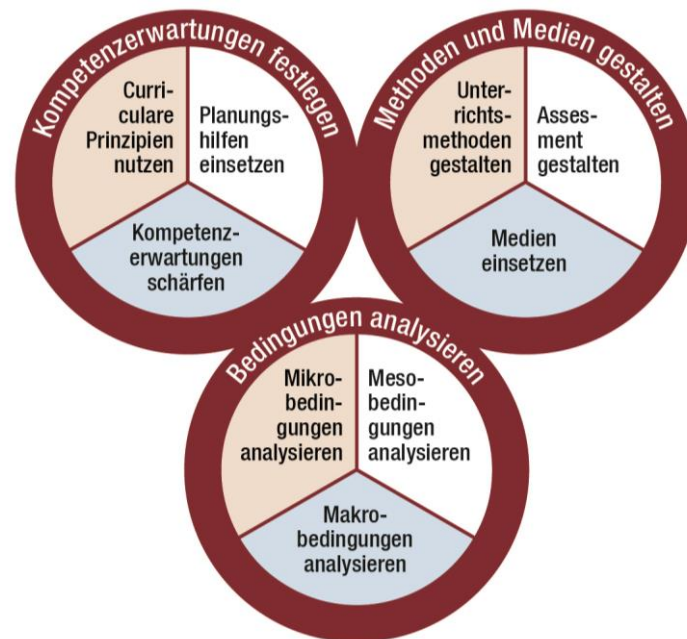 Kompetenzerwartungen festlegen
Curri-
culare
Prinzipien
nutzen
Planungs-
hilfen
einsetzen
Kompetenz-
erwartungen
schärfen
Methoden und Medien gestalten
Unter-
richts-
methoden
gestalten
Asses-
ment
gestalten
Medien
einsetzen
Bedingungen analysieren
Mikro-
bedin-
gungen
analysieren
Meso-
bedin-
gungen
analysieren
Makro-
bedingungen
analysieren